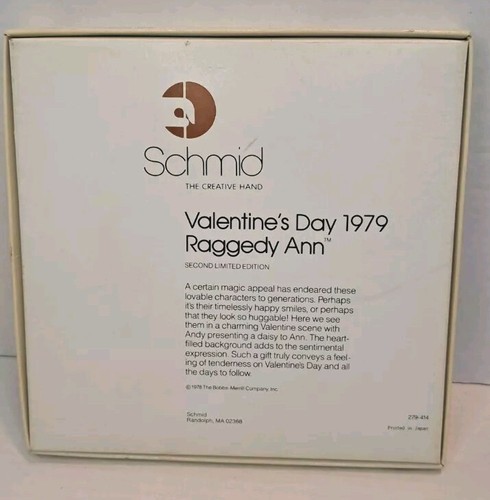 Schmid
THE CREATIVE HAND
Valentine's Day 1979
Raggedy Ann™
SECOND LIMITED EDITION
A certain magic appeal has endeared these
lovable characters to generations. Perhaps
it's their timelessly happy smiles, or perhaps
that they look so huggable! Here we see
them in a charming Valentine scene with
Andy presenting a daisy to Ann. The heart-
filled background adds to the sentimental
expression. Such a gift truly conveys a feel-
ing of tenderness on Valentine's Day and all
the days to follow.
© 1978 The Bobbs-Merrill Company, Inc.
Schmid
Randolph, MA 02368
279-414
Printed in Japan